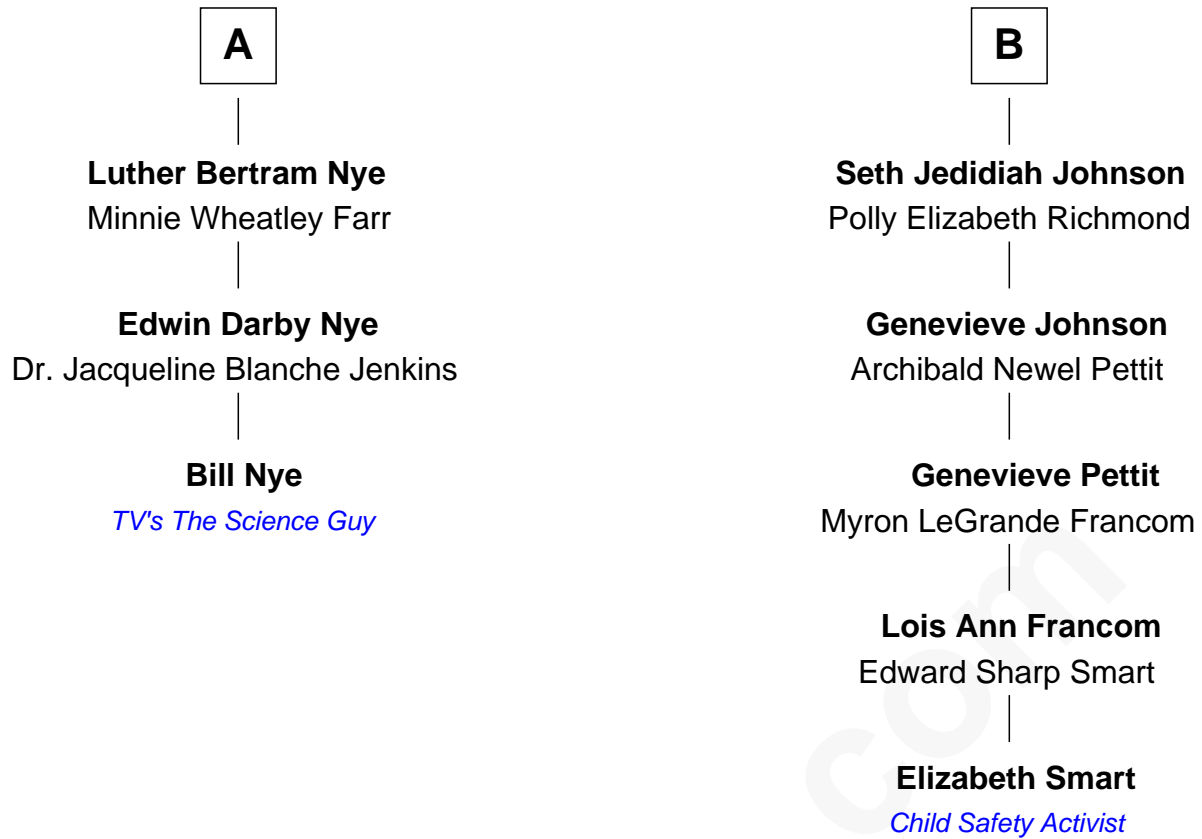 A
Luther Bertram Nye
Minnie Wheatley Farr
Edwin Darby Nye
Dr. Jacqueline Blanche Jenkins
Bill Nye
TV's The Science Guy
B
Seth Jedidiah Johnson
Polly Elizabeth Richmond
Genevieve Johnson
Archibald Newel Pettit
Genevieve Pettit
Myron LeGrande Francom
Lois Ann Francom
Edward Sharp Smart
Elizabeth Smart
Child Safety Activist
com